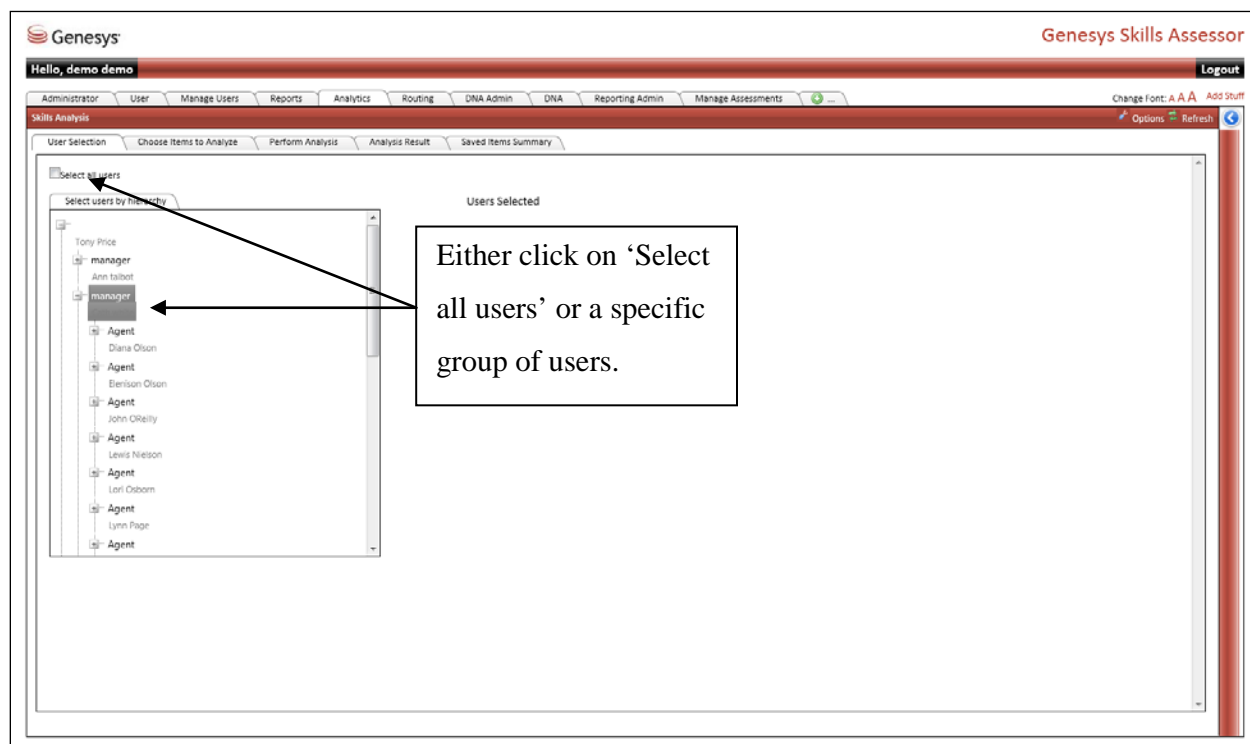 Genesys
Genesys Skills Assessor
Hello, demo demo
Logout
Administrator User Manage Users Reports Analytics Routing DNA Admin DNA Reporting Admin Manage Assessments ...
Change Font: A A A Add Stuff
Skills Analysis
Options Refresh
User Selection Choose Items to Analyze Perform Analysis Analysis Result Saved Items Summary
Select all users
Select users by hierarchy
Users Selected
Tony Price
manager
Ann talbot
manager
Agent
Diana Olson
Agent
Elenison Olson
Agent
John OReilly
Agent
Lewis Nielson
Agent
Lori Osborn
Agent
Lynn Page
Agent
Either click on ‘Select
all users’ or a specific
group of users.